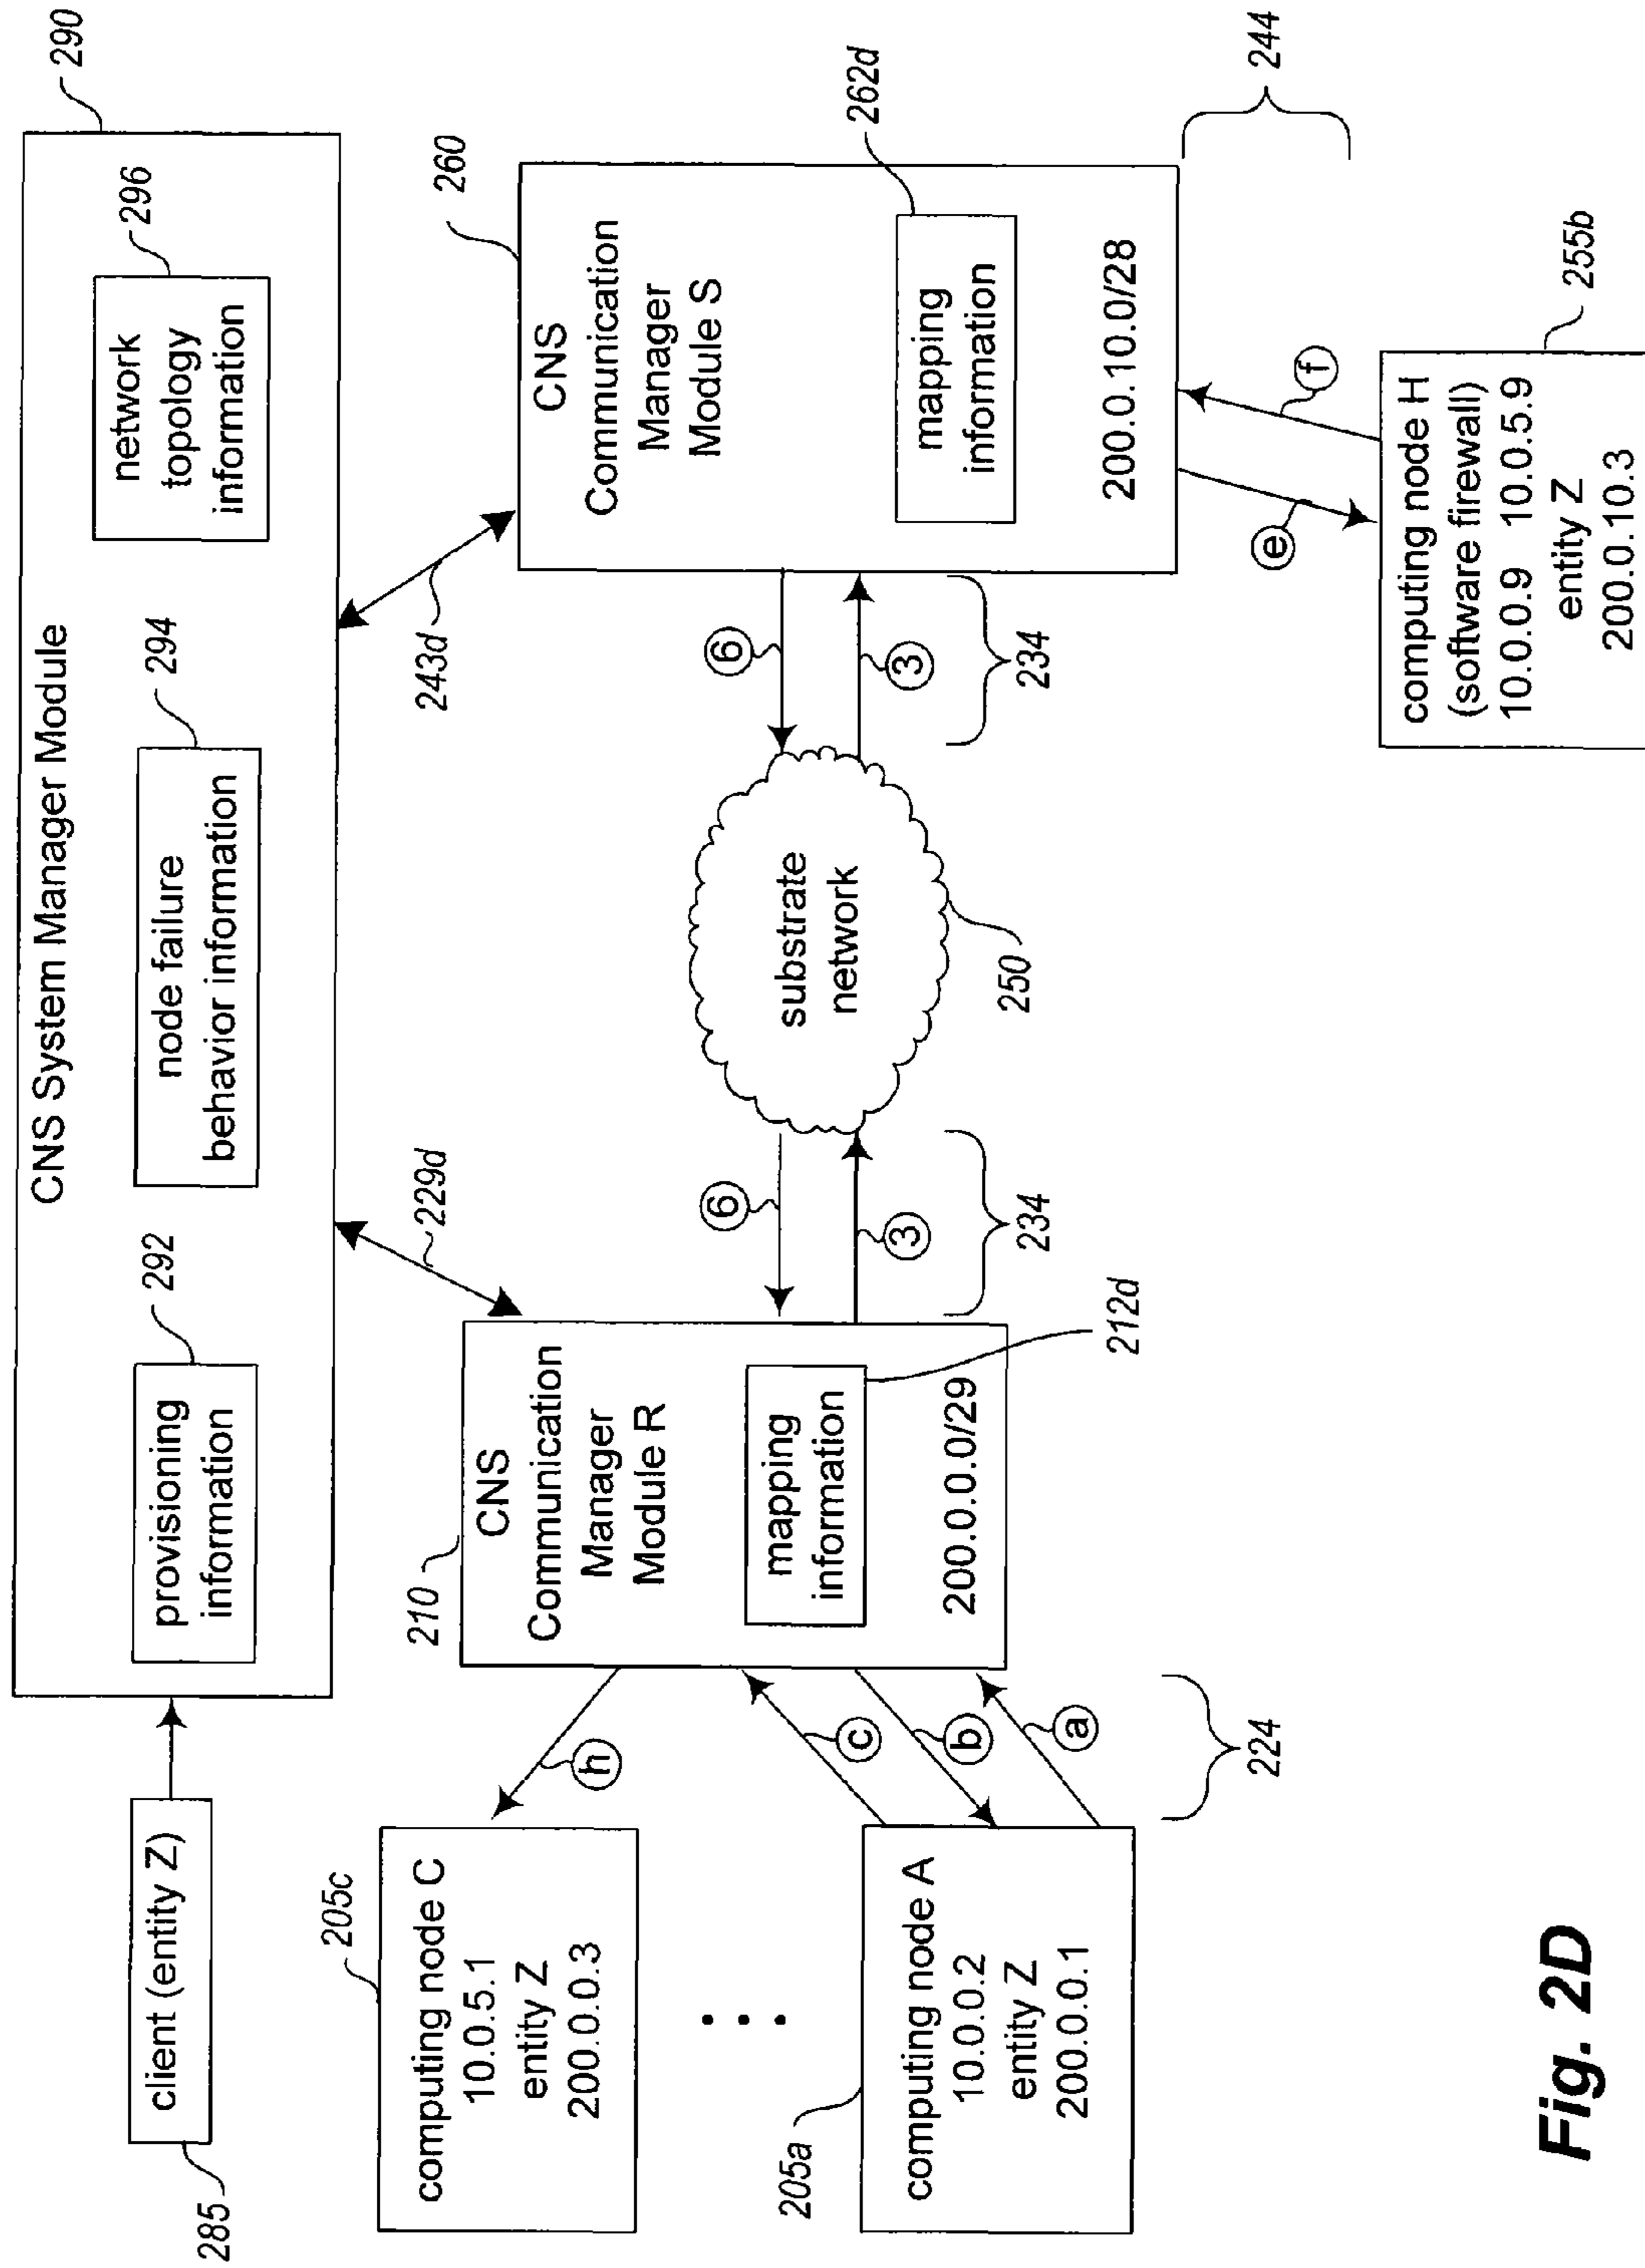 290
CNS System Manager Module
292
provisioning
information
294
node failure
behavior information
296
network
topology
information
client (entity Z)
285
229d
243d
210
CNS
Communication
Manager
Module R
mapping
information
200.0.0.0/29
212d
260
CNS
Communication
Manager
Module S
mapping
information
200.0.10.0/28
262d
6
3
234
substrate
network
250
6
3
234
205c
computing node C
10.0.5.1
entity Z
200.0.0.3
h
c
b
a
224
205a
computing node A
10.0.0.2
entity Z
200.0.0.1
e
f
244
255b
computing node H
(software firewall)
10.0.0.9 10.0.5.9
entity Z
200.0.10.3
Fig. 2D